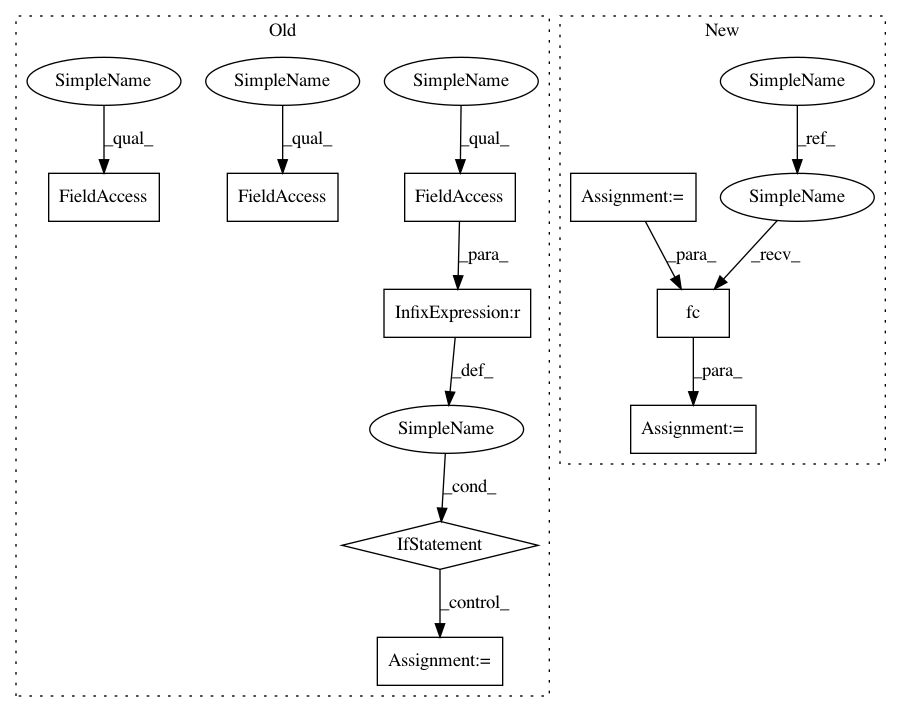 Old
New
SimpleName
SimpleName
SimpleName
SimpleName
_qual_
_qual_
_qual_
_ref_
FieldAccess
FieldAccess
FieldAccess
Assignment:=
SimpleName
_para_
_para_
_recv_
InfixExpression:r
fc
_def_
_para_
SimpleName
Assignment:=
_cond_
IfStatement
_control_
Assignment:=